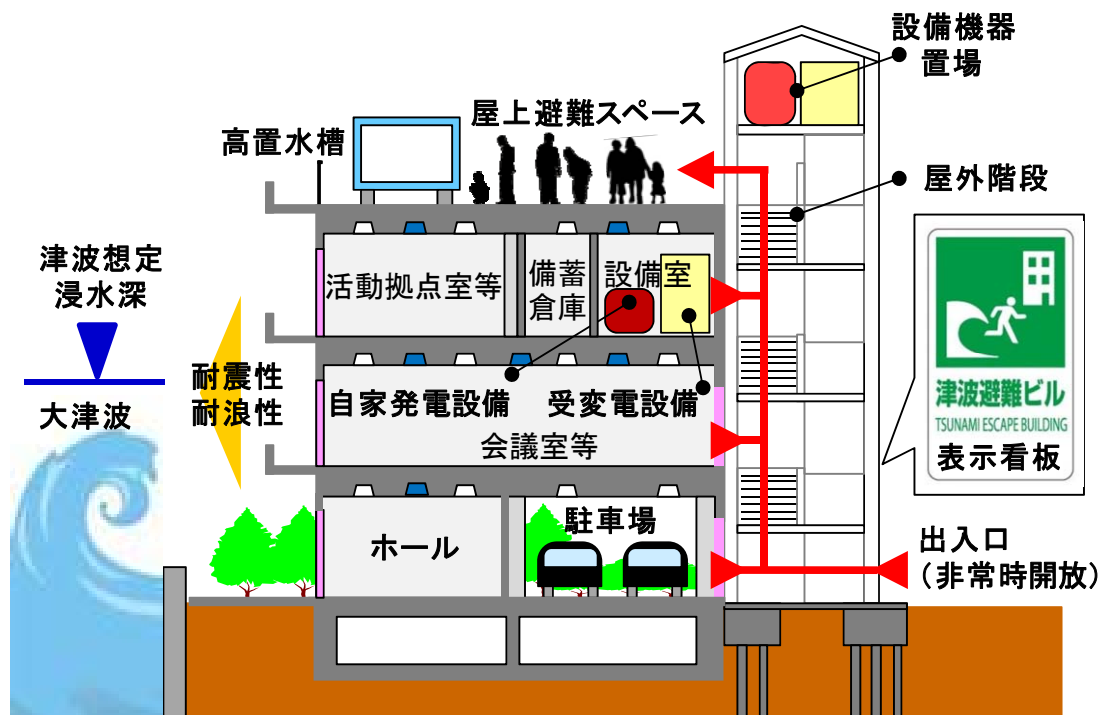 設備機器
置場
屋上避難スペース
高置水槽
屋外階段
津波想定
浸水深
活動拠点室等
備蓄
倉庫
設備室
耐震性
耐浪性
大津波
自家発電設備
受変電設備
会議室等
津波避難ビル
TSUNAMI ESCAPE BUILDING
表示看板
ホール
駐車場
出入口
(非常時開放)